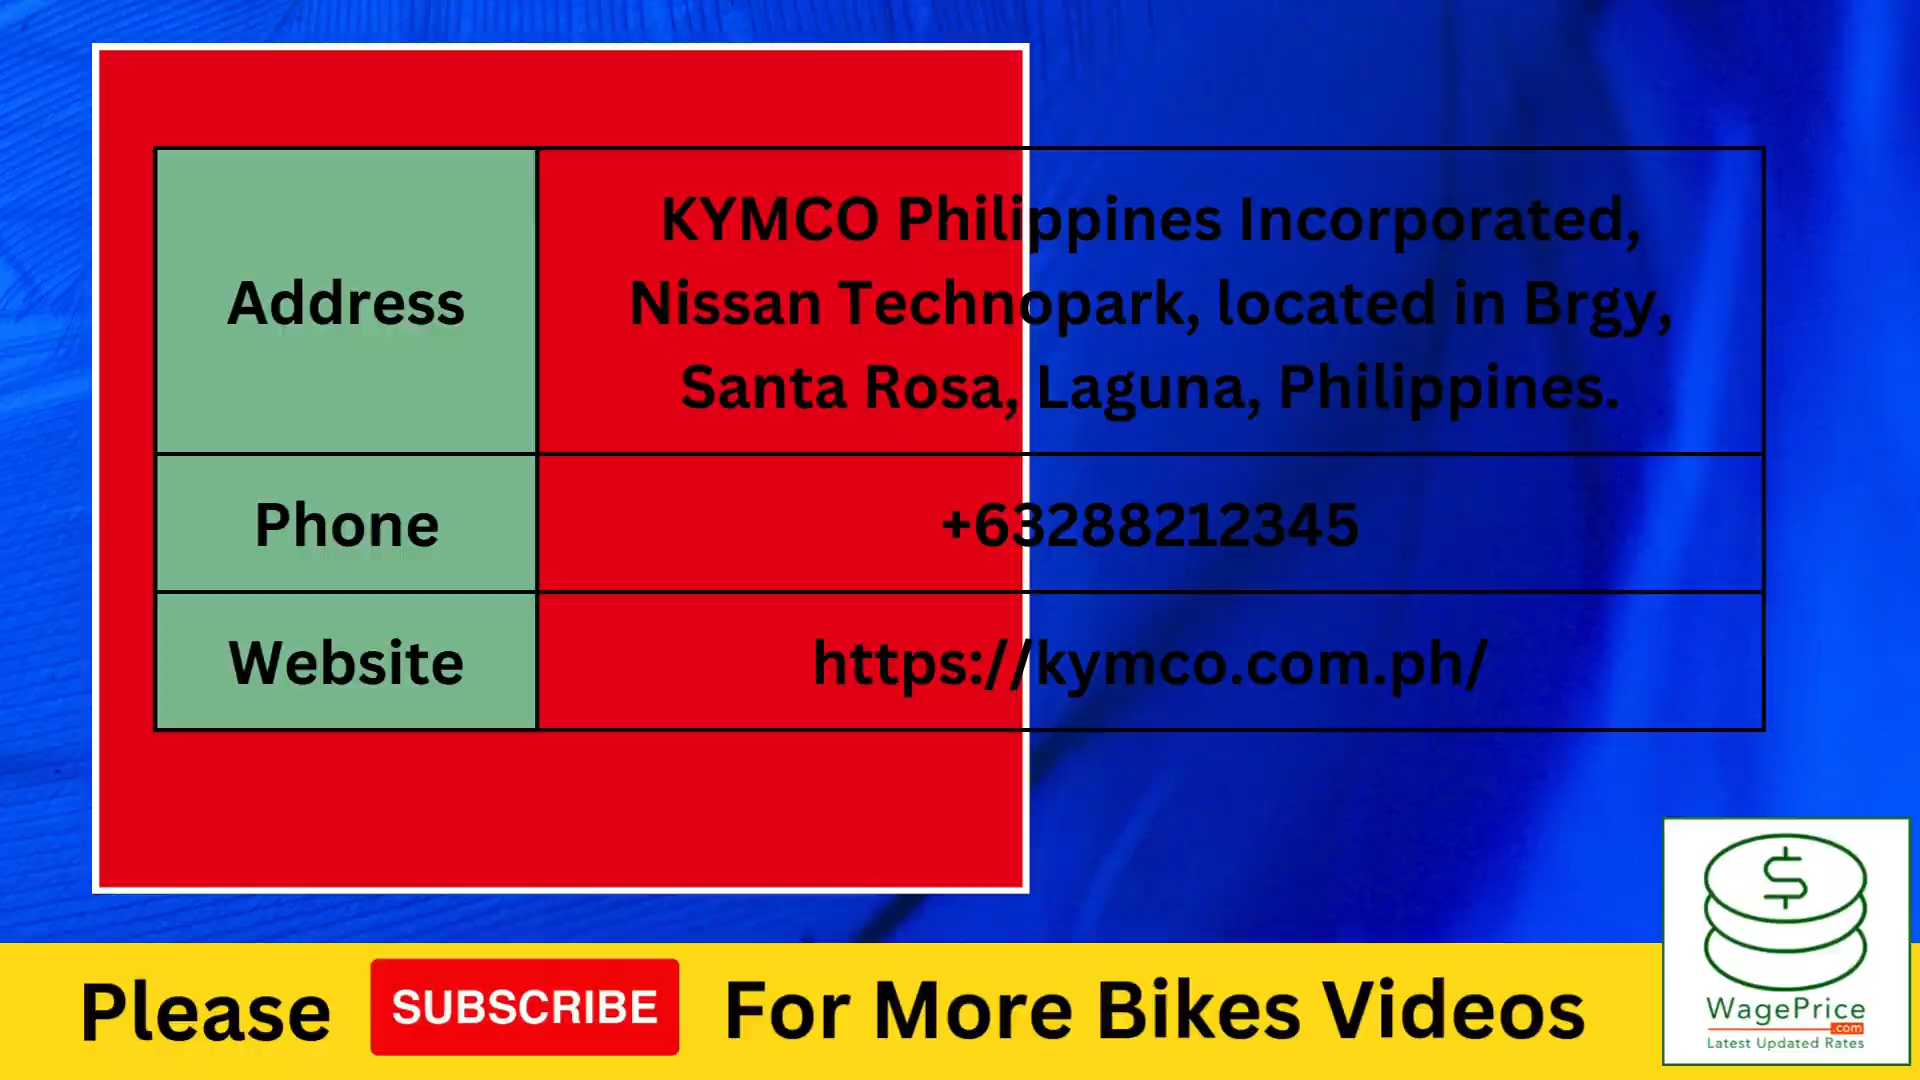 Address
KYMCO Philippines Incorporated,
Nissan Technopark, located in Brgy,
Santa Rosa, Laguna, Philippines.
Phone
+63288212345
Website
https://kymco.com.ph/
Please SUBSCRIBE For More Bikes Videos
$
WagePrice
.com
Latest Updated Rates